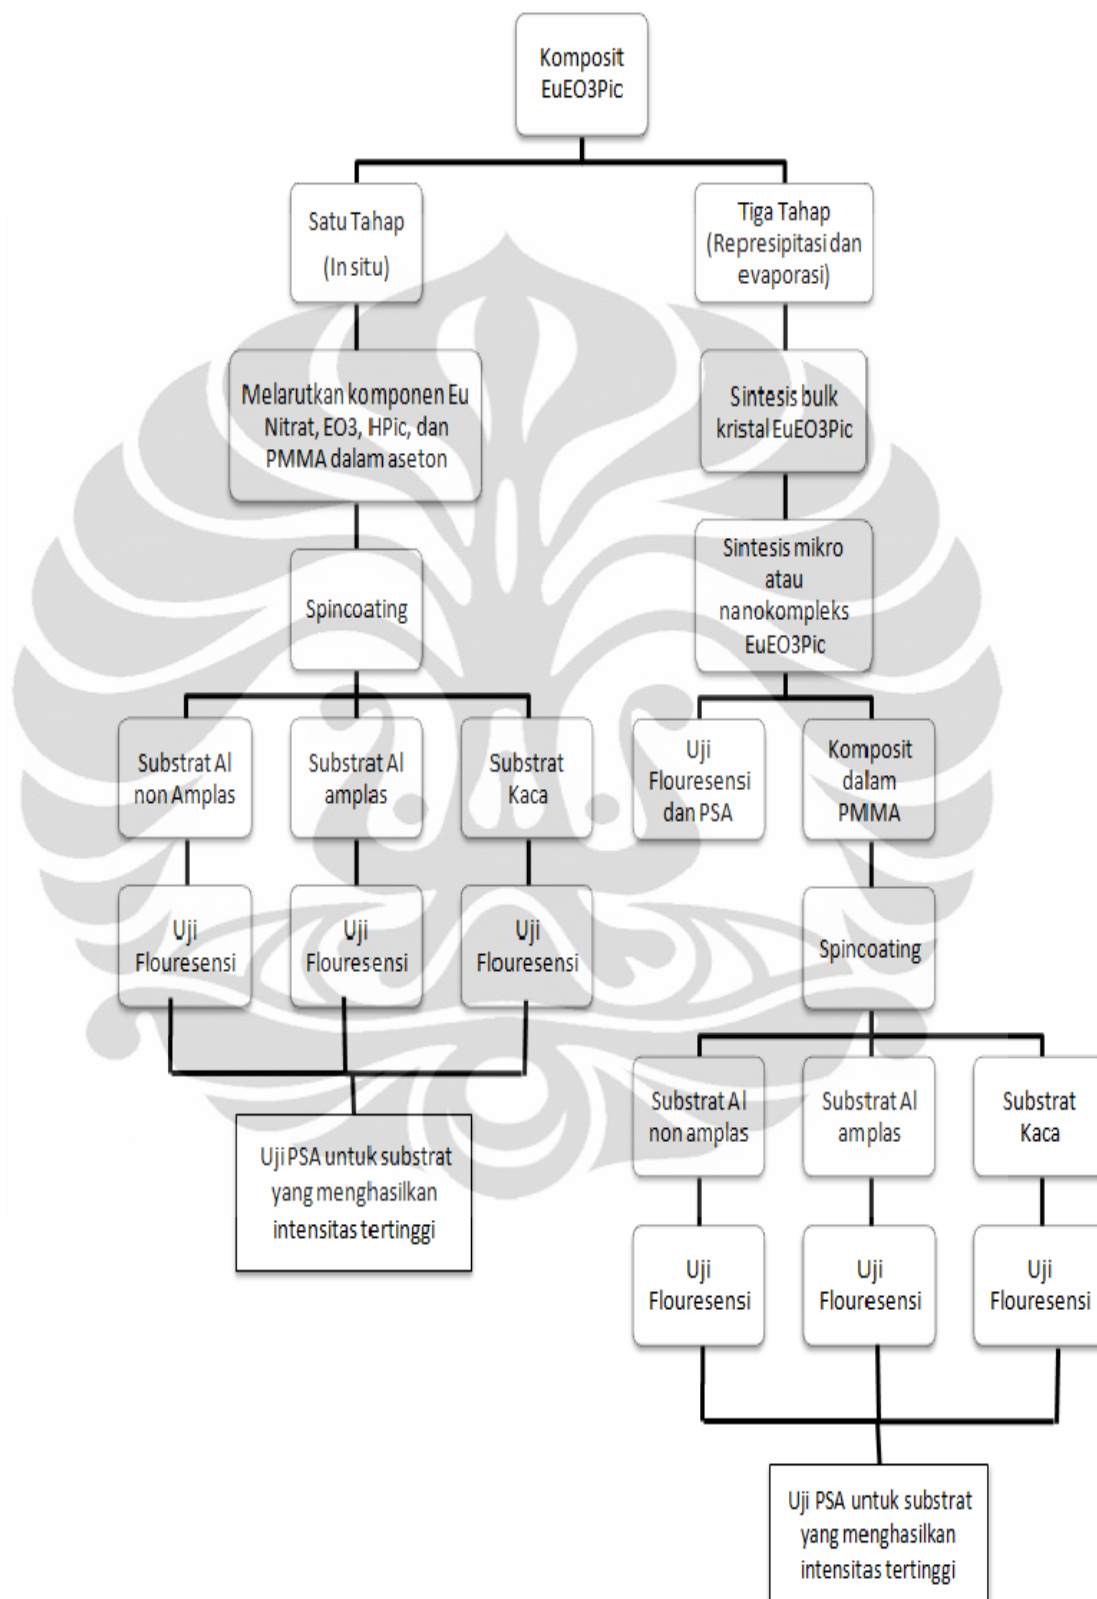 Komposit
EuEO3Pic
Satu Tahap
(In situ)
Tiga Tahap
(Represipitasi dan
evaporasi)
Melarutkan komponen Eu
Nitrat, EO3, HPic, dan
PMMA dalam aseton
Sintesis bulk
kristal EuEO3Pic
Spincoating
Sintesis mikro
atau
nanokompleks
EuEO3Pic
Substrat Al
non Amplas
Substrat Al
amplas
Substrat
Kaca
Uji
Flouresensi
dan PSA
Komposit
dalam
PMMA
Uji
Flouresensi
Uji
Flouresensi
Uji
Flouresensi
Spincoating
Uji PSA untuk substrat
yang menghasilkan
intensitas tertinggi
Substrat Al
non amplas
Substrat Al
amplas
Substrat
Kaca
Uji
Flouresensi
Uji
Flouresensi
Uji
Flouresensi
Uji PSA untuk substrat
yang menghasilkan
intensitas tertinggi